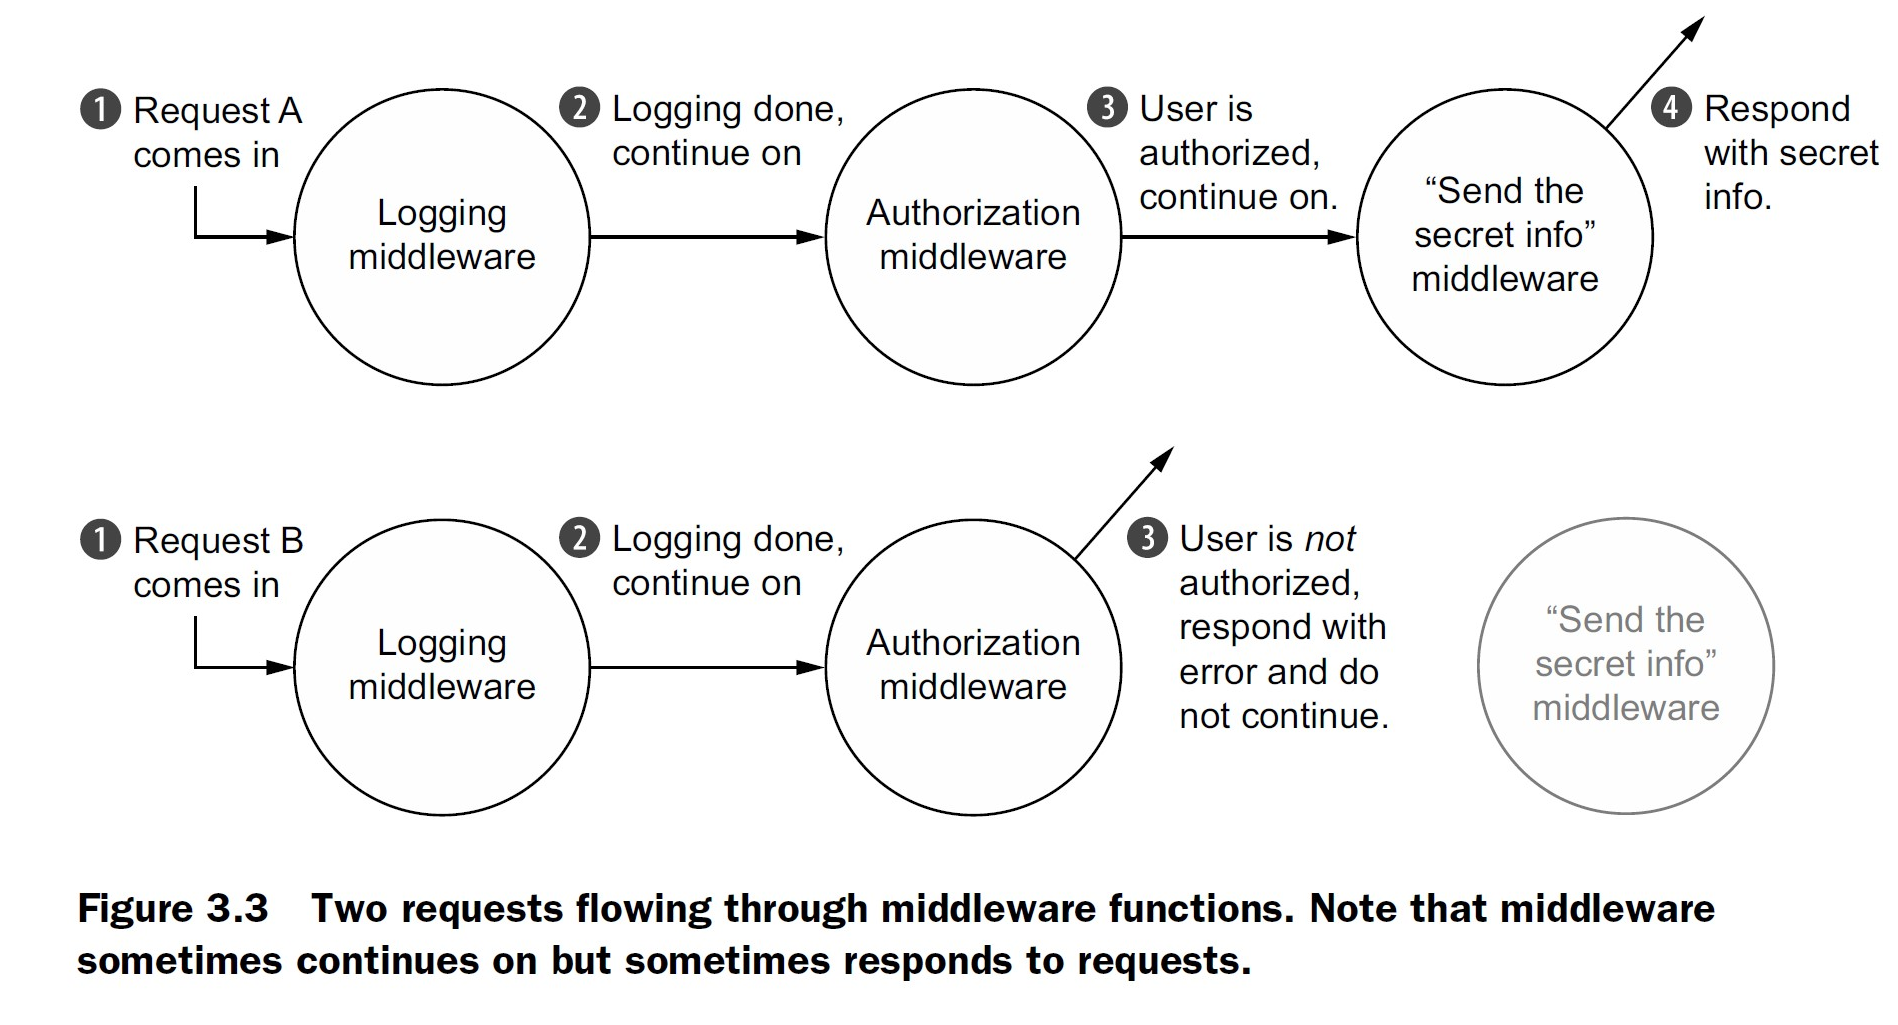 1 Request A
comes in
Logging
middleware
2 Logging done,
continue on
Authorization
middleware
3 User is
authorized,
continue on.
“Send the
secret info”
middleware
4 Respond
with secret
info.
1 Request B
comes in
Logging
middleware
2 Logging done,
continue on
Authorization
middleware
3 User is not
authorized,
respond with
error and do
not continue.
“Send the
secret info”
middleware
Figure 3.3 Two requests flowing through middleware functions. Note that middleware
sometimes continues on but sometimes responds to requests.